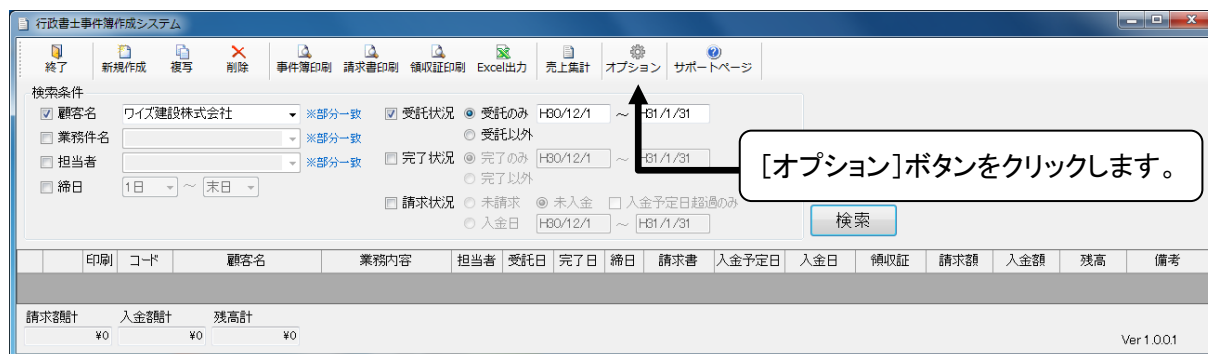 行政書士事件簿作成システム
終了 新規作成 複写 削除 事件簿印刷 請求書印刷 領収証印刷 Excel出力 売上集計 オプション サポートページ
検索条件
顧客名 ワイズ建設株式会社 ※部分一致 受託状況 受託のみ H30/12/1 ～ H31/1/31
業務件名 ※部分一致 受託以外
担当者 ※部分一致 完了状況 完了のみ H30/12/1 ～ H31/1/31
締日 1日 ～ 末日 完了以外
請求状況 未請求 未入金 入金予定日超過のみ
入金日 H30/12/1 ～ H31/1/31
[オプション]ボタンをクリックします。
検索
印刷 コード 顧客名 業務内容 担当者 受託日 完了日 締日 請求書 入金予定日 入金日 領収証 請求額 入金額 残高 備考
請求額計 入金額計 残高計
¥0 ¥0 ¥0
Ver 1.0.0.1